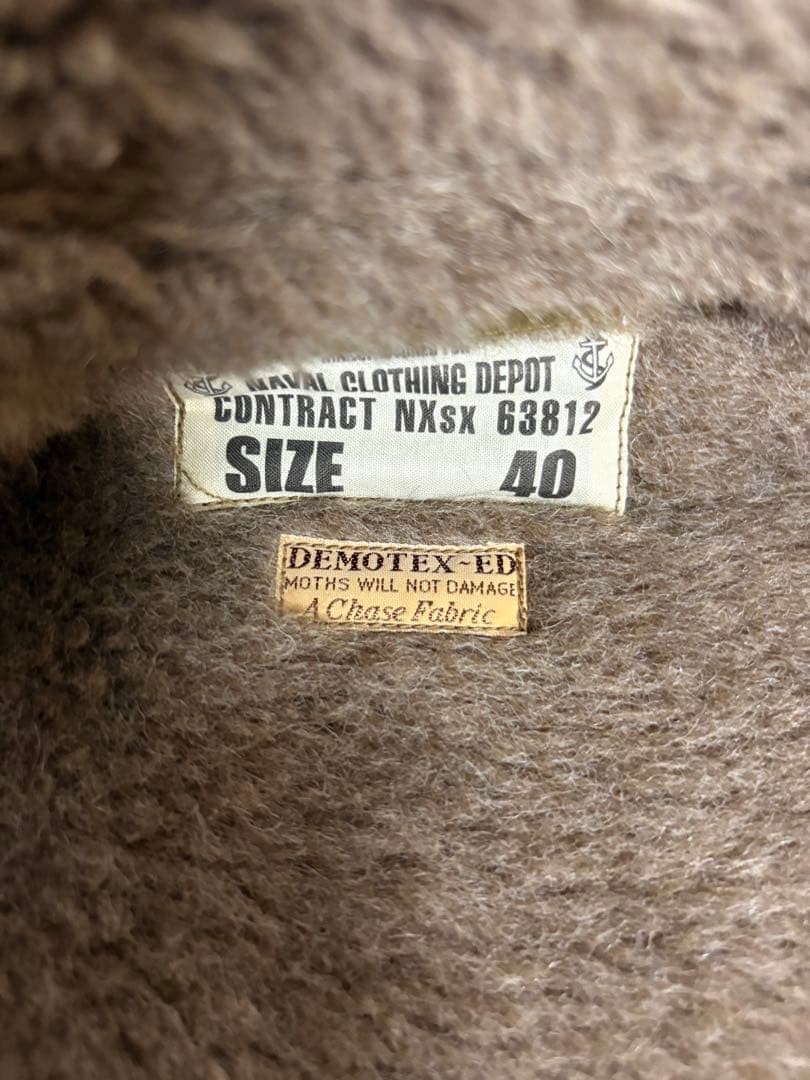 NAVAL CLOTHING DEPOT
CONTRACT NXsx 63812
SIZE 40
DEMOTEX~ED
MOTHS WILL NOT DAMAGE
A Chase Fabric